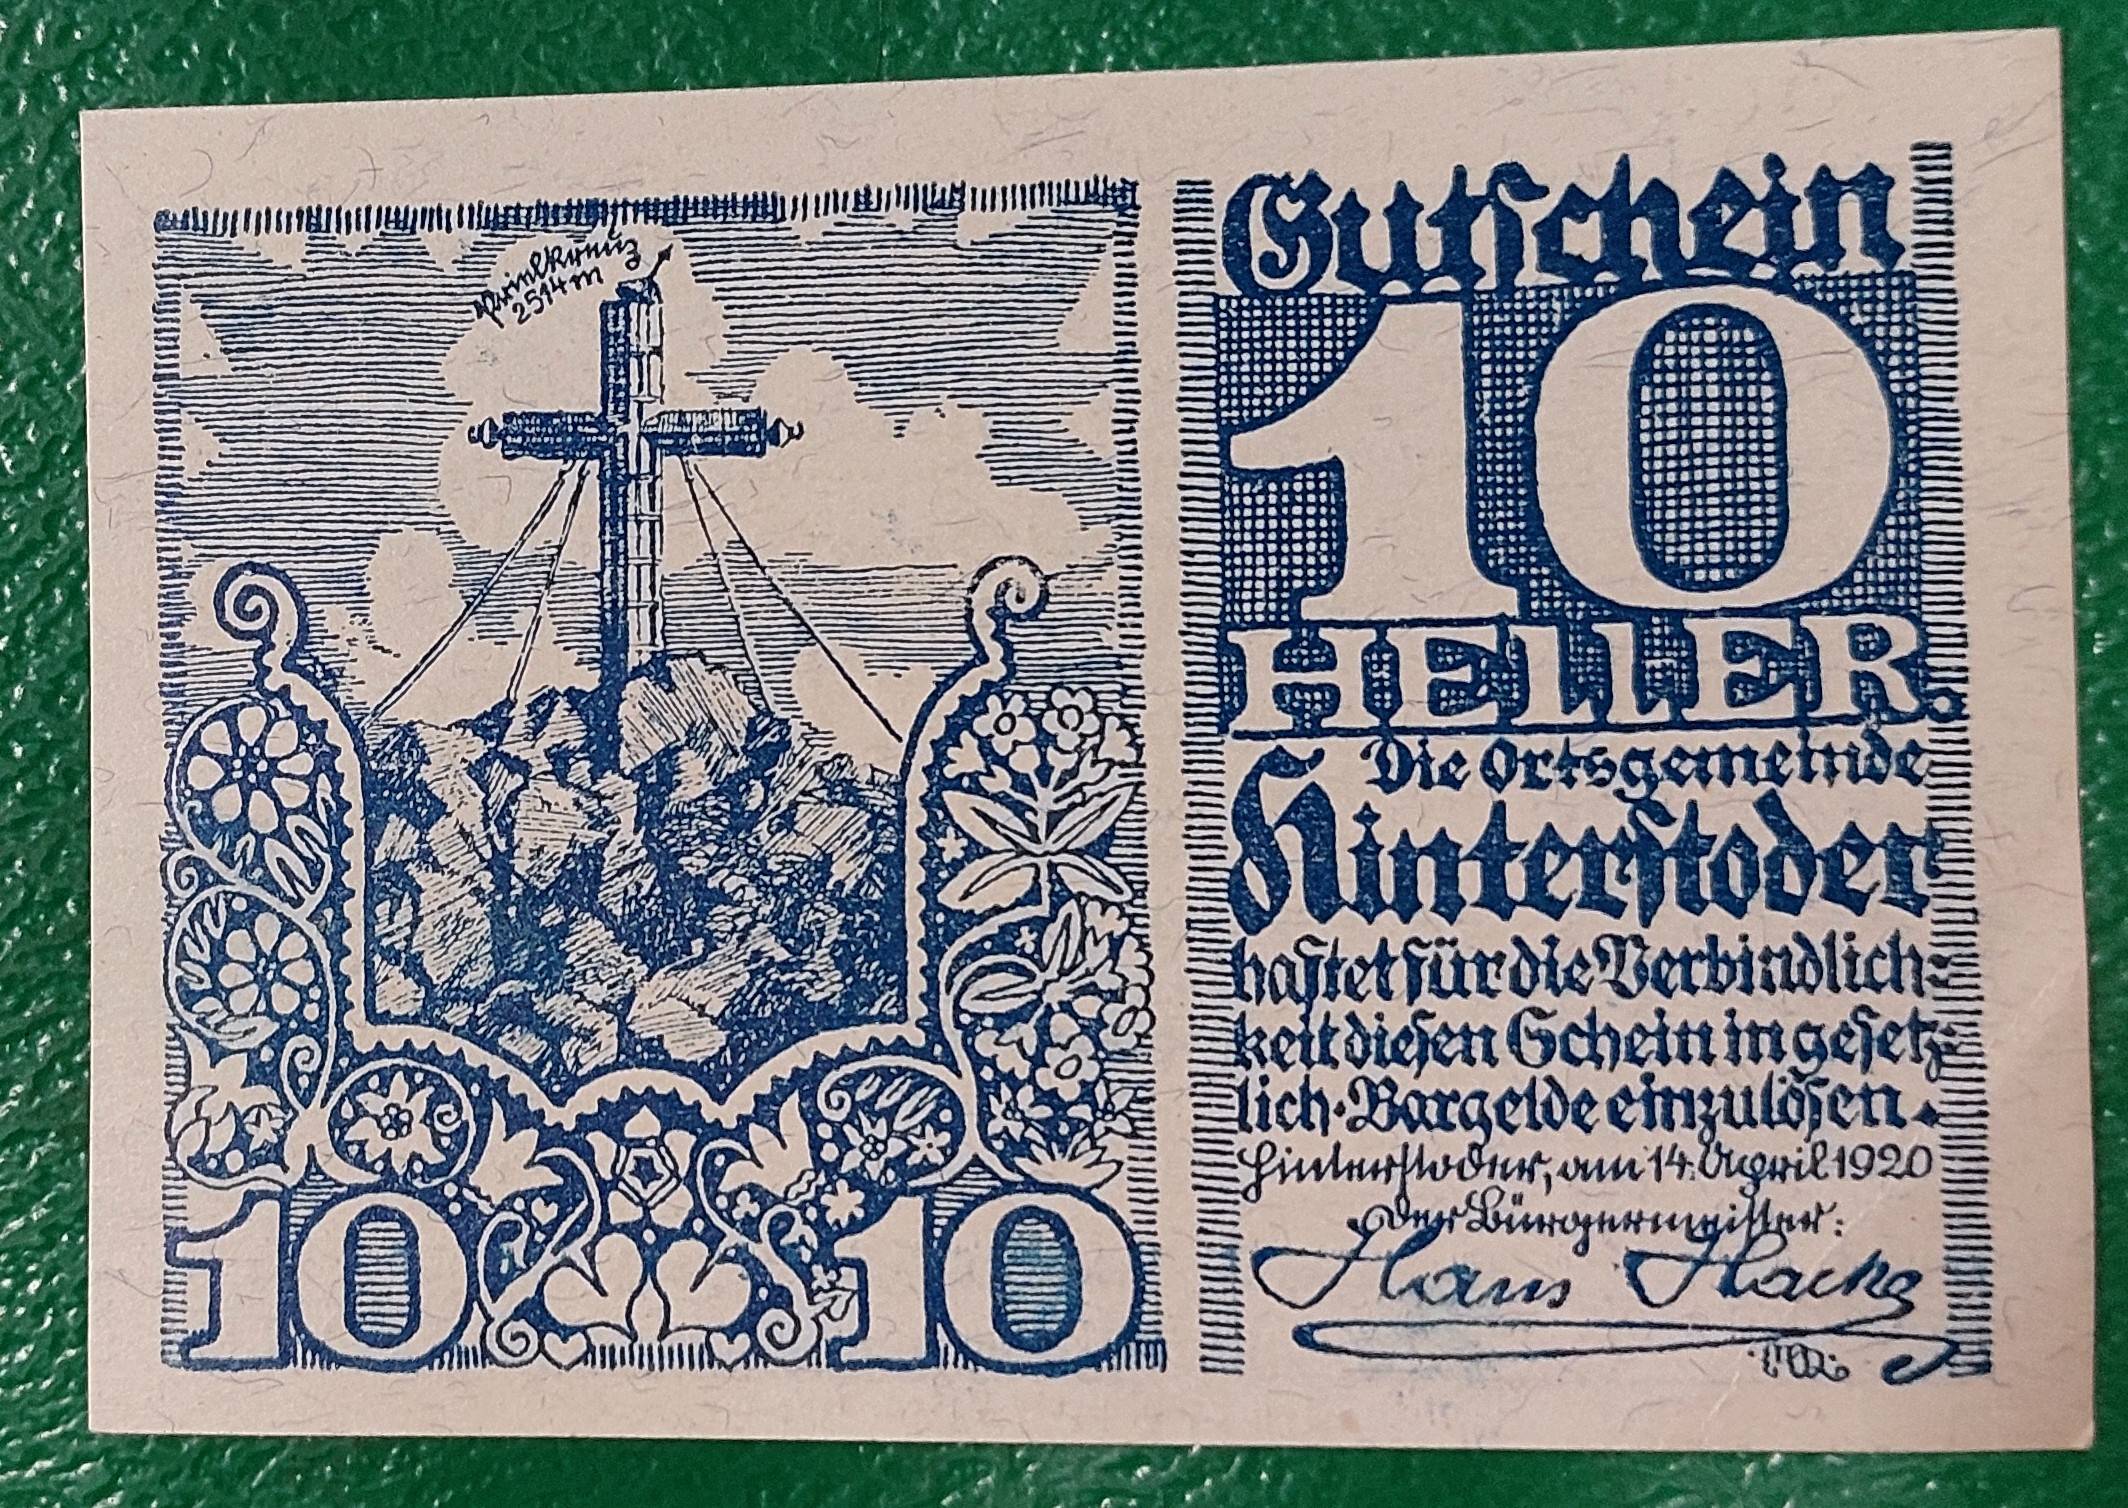 Prielkreuz
2514 m
10
10
Gutschein
10
HEllER.
Die Ortsgemeinde
Hinterstoder
haftet für die Verbindlich-
keit diesen Schein in gesetz-
lich·Bargelde einzulösen.
Hinterstoder, am 14. April 1920
Der Bürgermeister:
Hans